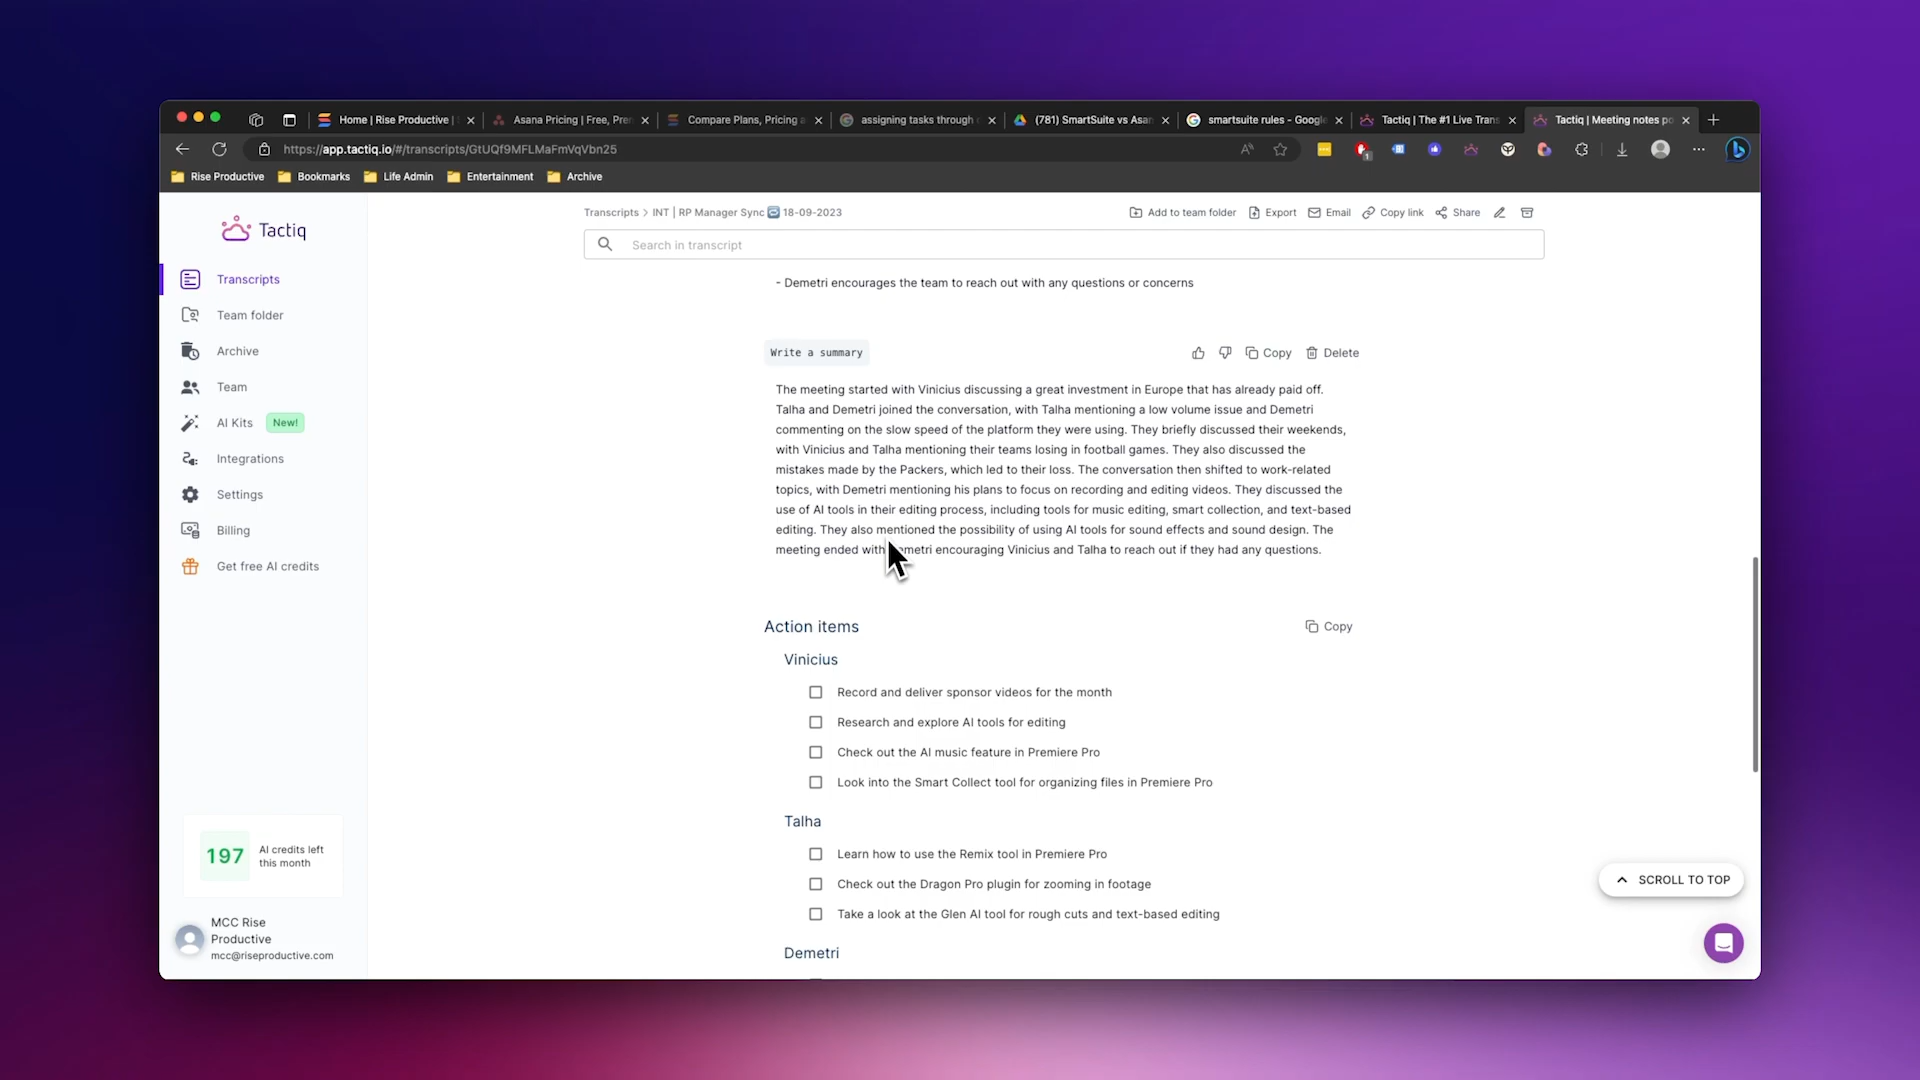 Home | Rise Productive |
Asana Pricing | Free, Pre
Compare Plans, Pricing a
assigning tasks through
(781) SmartSuite vs Asan
smartsuite rules - Google
Tactiq | The #1 Live Trans
Tactiq | Meeting notes po
https://app.tactiq.io/#/transcripts/GtUQf9MFLMaFmVqVbn25
Rise Productive
Bookmarks
Life Admin
Entertainment
Archive
Tactiq
Transcripts
Team folder
Archive
Team
AI Kits New!
Integrations
Settings
Billing
Get free AI credits
197
AI credits left
this month
MCC Rise
Productive
mcc@riseproductive.com
Transcripts > INT | RP Manager Sync 18-09-2023
Add to team folder
Export
Email
Copy link
Share
Search in transcript
- Demetri encourages the team to reach out with any questions or concerns
Write a summary
Copy
Delete
The meeting started with Vinicius discussing a great investment in Europe that has already paid off.
Talha and Demetri joined the conversation, with Talha mentioning a low volume issue and Demetri
commenting on the slow speed of the platform they were using. They briefly discussed their weekends,
with Vinicius and Talha mentioning their teams losing in football games. They also discussed the
mistakes made by the Packers, which led to their loss. The conversation then shifted to work-related
topics, with Demetri mentioning his plans to focus on recording and editing videos. They discussed the
use of AI tools in their editing process, including tools for music editing, smart collection, and text-based
editing. They also mentioned the possibility of using AI tools for sound effects and sound design. The
meeting ended with Demetri encouraging Vinicius and Talha to reach out if they had any questions.
Action items
Copy
Vinicius
Record and deliver sponsor videos for the month
Research and explore AI tools for editing
Check out the AI music feature in Premiere Pro
Look into the Smart Collect tool for organizing files in Premiere Pro
Talha
Learn how to use the Remix tool in Premiere Pro
Check out the Dragon Pro plugin for zooming in footage
Take a look at the Glen AI tool for rough cuts and text-based editing
Demetri
SCROLL TO TOP